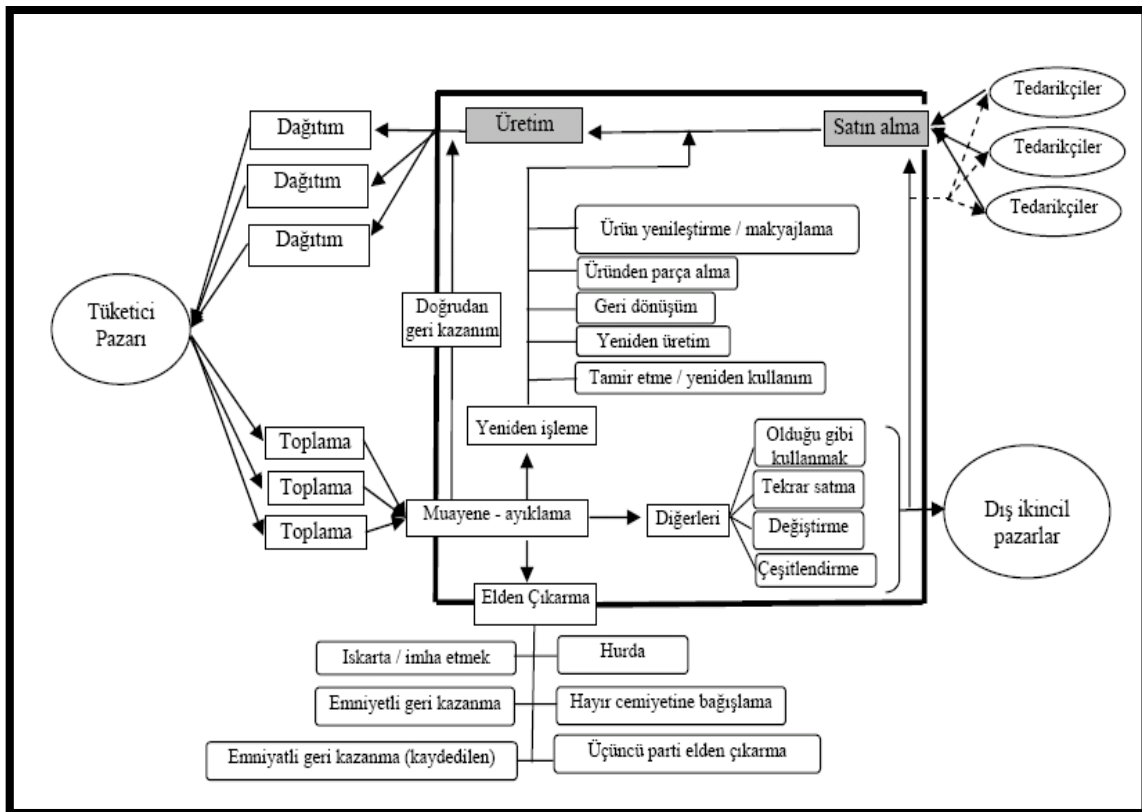 Tedarikçiler
Üretim
Satın alma
Dağıtım
Tedarikçiler
Dağıtım
Tedarikçiler
Dağıtım
Ürün yenileştirme / makyajlama
Üründen parça alma
Tüketici
Pazarı
Doğrudan
geri kazanım
Geri dönüşüm
Yeniden üretim
Tamir etme / yeniden kullanım
Yeniden işleme
Toplama
Toplama
Toplama
Muayene - ayıklama
Diğerleri
Olduğu gibi
kullanmak
Tekrar satma
Değiştirme
Çeşitlendirme
Dış ikincil
pazarlar
Elden Çıkarma
Iskarta / imha etmek
Hurda
Emniyetli geri kazanma
Hayır cemiyetine bağışlama
Emniyatli geri kazanma (kaydedilen)
Üçüncü parti elden çıkarma